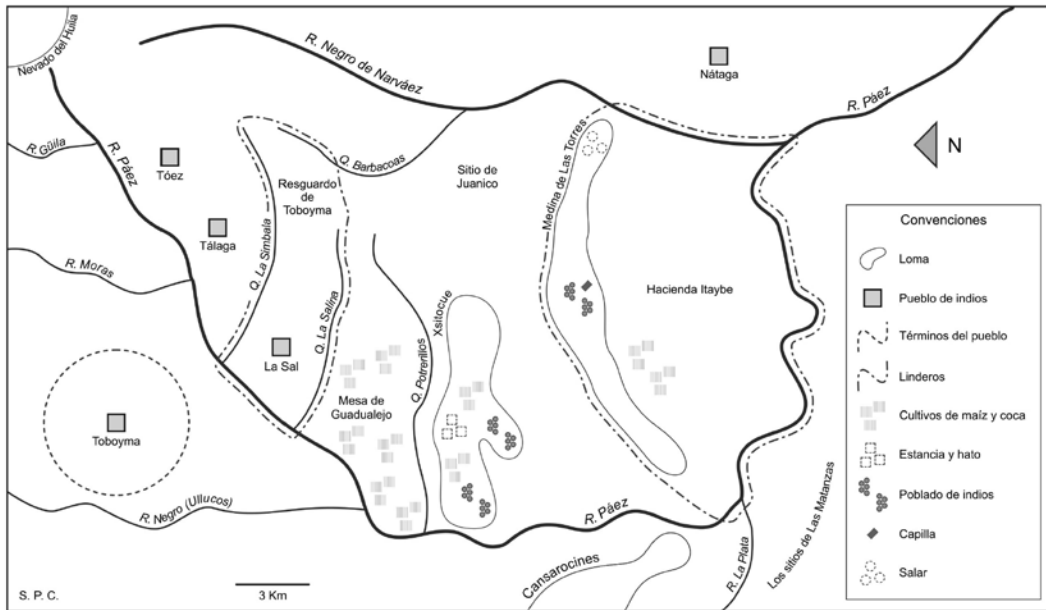 Nevado del Huila
R. Negro de Narváez
Nátaga
R. Páez
N
R. Güila
R. Páez
Tóez
Q. Barbacoas
Sitio de
Juanico
Medina de Las Torres
Resguardo
de
Toboyma
Tálaga
Q. La Simbala
R. Moras
Q. La Salina
La Sal
Q. Potrerillos
Xsitocue
Hacienda Itaybe
Mesa de
Guadualejo
Toboyma
R. Negro (Ullucos)
R. Páez
Cansarocines
R. La Plata
Los sitios de Las Matanzas
S. P. C.
3 Km
Convenciones
Loma
Pueblo de indios
Términos del pueblo
Linderos
Cultivos de maíz y coca
Estancia y hato
Poblado de indios
Capilla
Salar